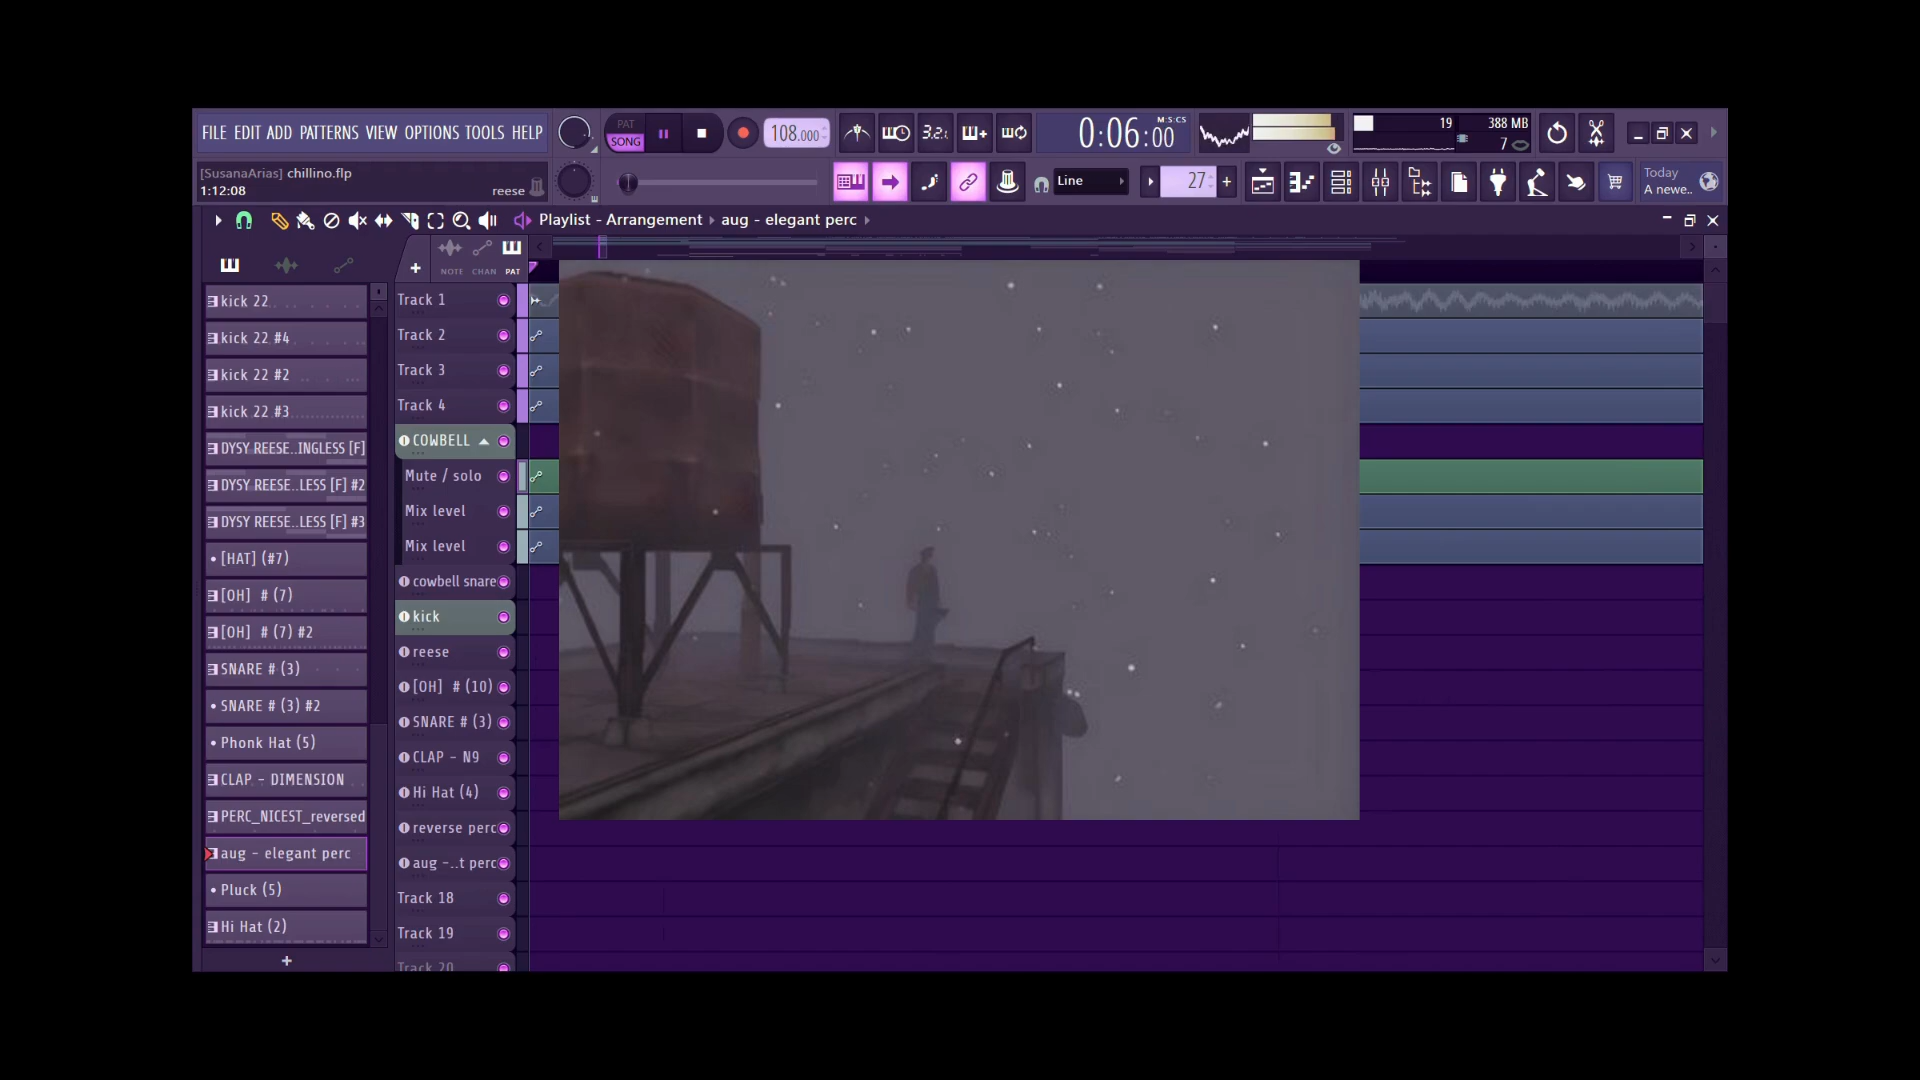 FILE EDIT ADD PATTERNS VIEW OPTIONS TOOLS HELP
PAT
SONG
108.000
3.2.
0:06:00
M:S:CS
19
388 MB
7
[SusanaArias] chillino.flp
1:12:08
reese
Line
27
Today
A newe..
Playlist - Arrangement ▸ aug - elegant perc ▸
NOTE CHAN PAT
kick 22
kick 22 #4
kick 22 #2
kick 22 #3
DYSY REESE..INGLESS [F]
DYSY REESE..LESS [F] #2
DYSY REESE..LESS [F] #3
[HAT] (#7)
[OH] # (7)
[OH] # (7) #2
SNARE # (3)
SNARE # (3) #2
Phonk Hat (5)
CLAP - DIMENSION
PERC_NICEST_reversed
aug - elegant perc
Pluck (5)
Hi Hat (2)
+
Track 1
Track 2
Track 3
Track 4
COWBELL
Mute / solo
Mix level
Mix level
cowbell snare
kick
reese
[OH] # (10)
SNARE # (3)
CLAP - N9
Hi Hat (4)
reverse perc
aug -..t perc
Track 18
Track 19
Track 20